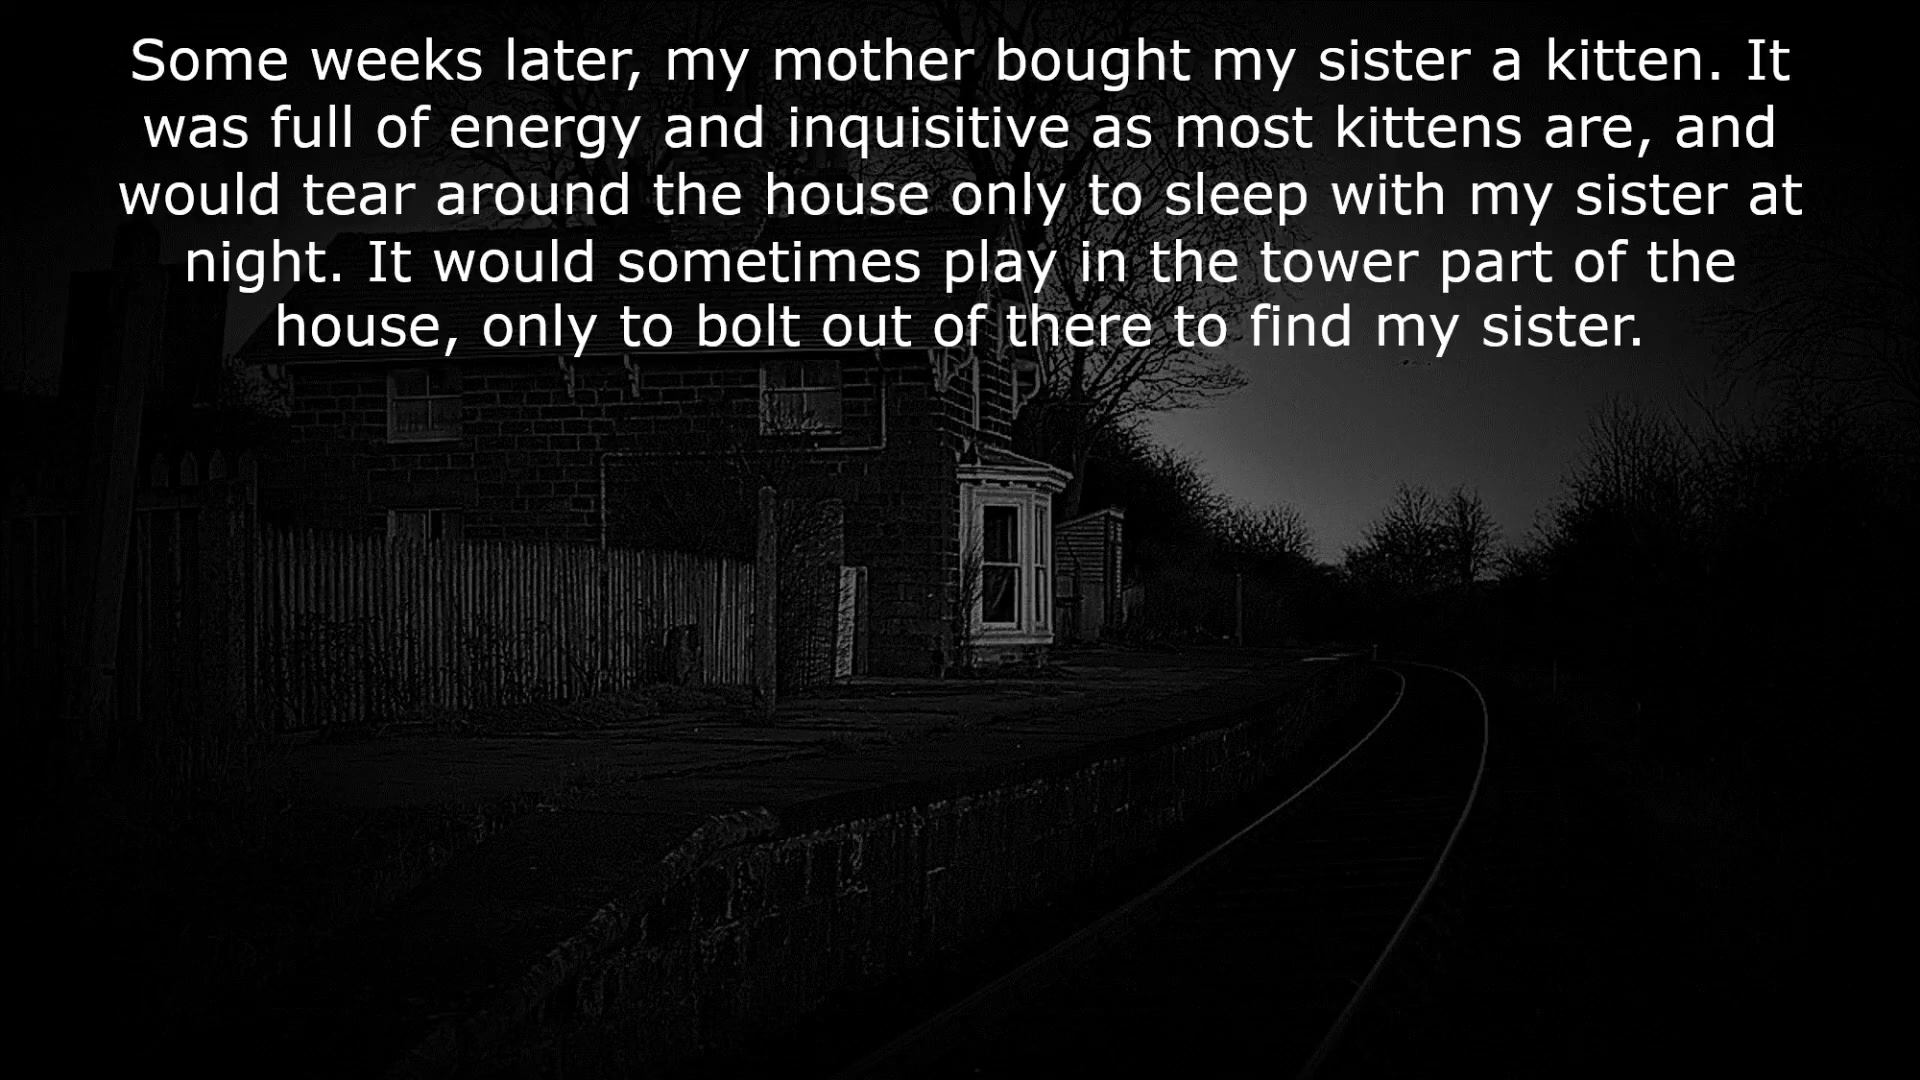 Some weeks later, my mother bought my sister a kitten. It
was full of energy and inquisitive as most kittens are, and
would tear around the house only to sleep with my sister at
night. It would sometimes play in the tower part of the
house, only to bolt out of there to find my sister.